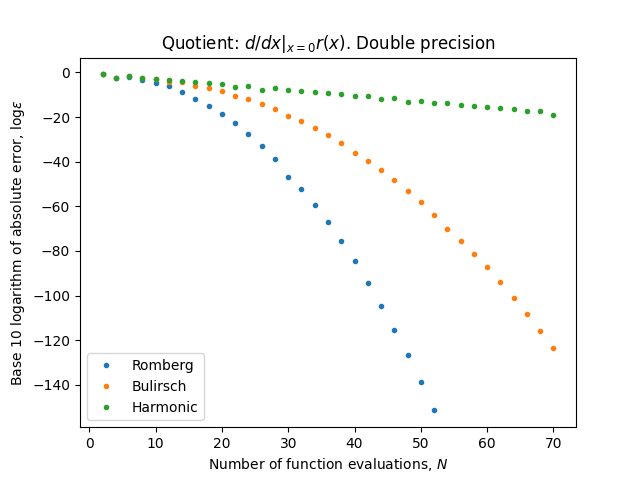 Quotient: $d/dx|_{x=0}r(x)$. Double precision
Base 10 logarithm of absolute error, logε
0
−20
−40
−60
−80
−100
−120
−140
Romberg
Bulirsch
Harmonic
0 10 20 30 40 50 60 70
Number of function evaluations, N